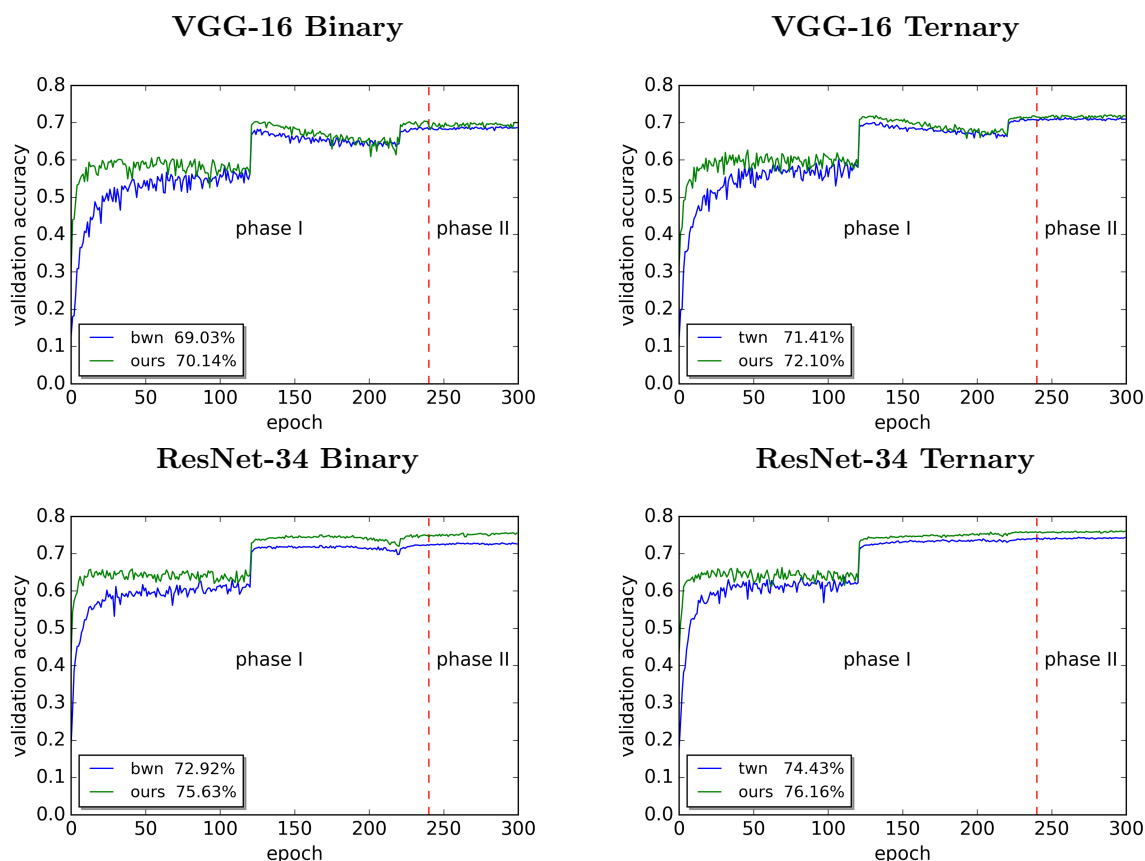 VGG-16 Binary
0.8
0.7
0.6
0.5
0.4
0.3
0.2
0.1
0.0
validation accuracy
phase I
phase II
bwn 69.03%
ours 70.14%
0 50 100 150 200 250 300
epoch
VGG-16 Ternary
0.8
0.7
0.6
0.5
0.4
0.3
0.2
0.1
0.0
validation accuracy
phase I
phase II
twn 71.41%
ours 72.10%
0 50 100 150 200 250 300
epoch
ResNet-34 Binary
0.8
0.7
0.6
0.5
0.4
0.3
0.2
0.1
0.0
validation accuracy
phase I
phase II
bwn 72.92%
ours 75.63%
0 50 100 150 200 250 300
epoch
ResNet-34 Ternary
0.8
0.7
0.6
0.5
0.4
0.3
0.2
0.1
0.0
validation accuracy
phase I
phase II
twn 74.43%
ours 76.16%
0 50 100 150 200 250 300
epoch